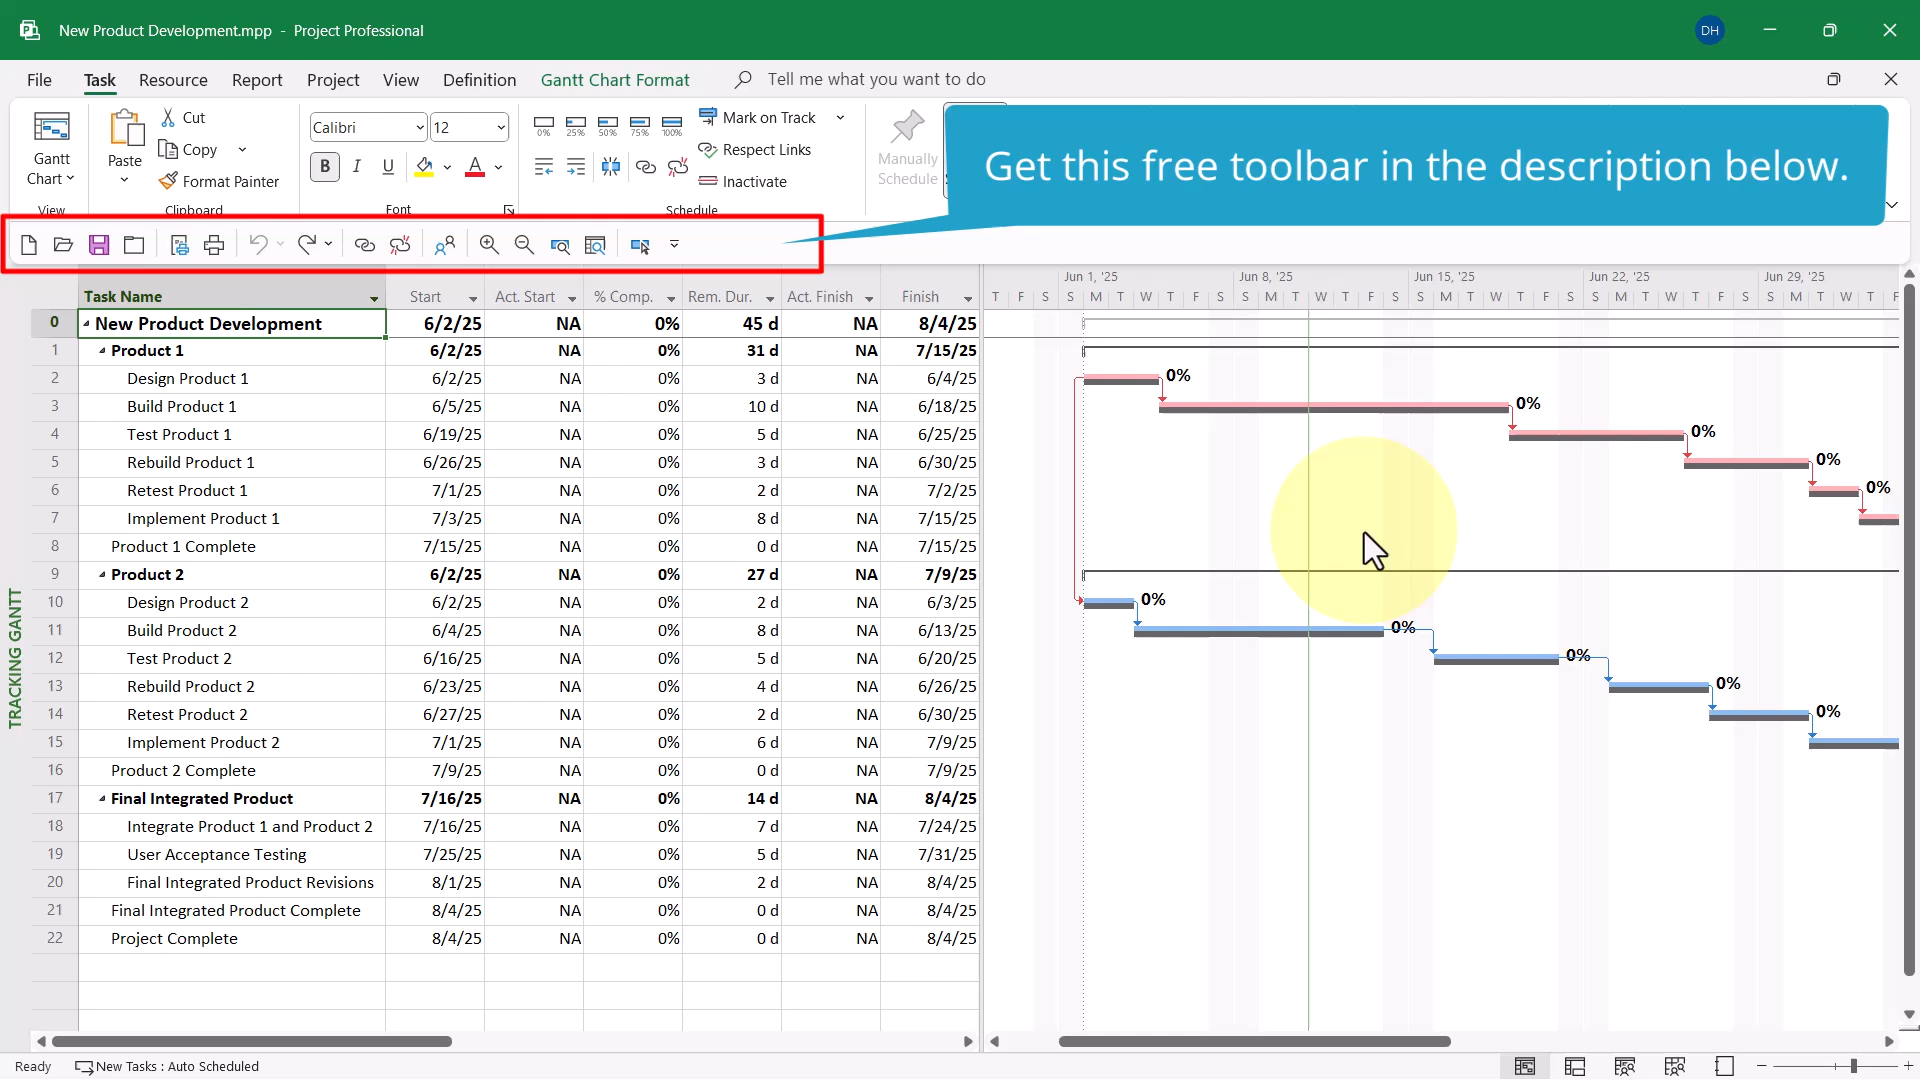 New Product Development.mpp - Project Professional
DH
File Task Resource Report Project View Definition Gantt Chart Format Tell me what you want to do
Gantt Chart
View
Paste
Cut
Copy
Format Painter
Clipboard
Calibri 12
B I U A
Font
0% 25% 50% 75% 100%
Mark on Track
Respect Links
Inactivate
Schedule
Manually Schedule
Get this free toolbar in the description below.
Jun 1, '25 Jun 8, '25 Jun 15, '25 Jun 22, '25 Jun 29, '25
Task Name Start Act. Start % Comp. Rem. Dur. Act. Finish Finish
T F S S M T W T F S S M T W T F S S M T W T F S S M T W T F S S M T W T F
0 New Product Development 6/2/25 NA 0% 45 d NA 8/4/25
1 Product 1 6/2/25 NA 0% 31 d NA 7/15/25
2 Design Product 1 6/2/25 NA 0% 3 d NA 6/4/25 0%
3 Build Product 1 6/5/25 NA 0% 10 d NA 6/18/25 0%
4 Test Product 1 6/19/25 NA 0% 5 d NA 6/25/25 0%
5 Rebuild Product 1 6/26/25 NA 0% 3 d NA 6/30/25 0%
6 Retest Product 1 7/1/25 NA 0% 2 d NA 7/2/25 0%
7 Implement Product 1 7/3/25 NA 0% 8 d NA 7/15/25
8 Product 1 Complete 7/15/25 NA 0% 0 d NA 7/15/25
9 Product 2 6/2/25 NA 0% 27 d NA 7/9/25
10 Design Product 2 6/2/25 NA 0% 2 d NA 6/3/25 0%
11 Build Product 2 6/4/25 NA 0% 8 d NA 6/13/25 0%
12 Test Product 2 6/16/25 NA 0% 5 d NA 6/20/25 0%
13 Rebuild Product 2 6/23/25 NA 0% 4 d NA 6/26/25 0%
14 Retest Product 2 6/27/25 NA 0% 2 d NA 6/30/25 0%
15 Implement Product 2 7/1/25 NA 0% 6 d NA 7/9/25
16 Product 2 Complete 7/9/25 NA 0% 0 d NA 7/9/25
17 Final Integrated Product 7/16/25 NA 0% 14 d NA 8/4/25
18 Integrate Product 1 and Product 2 7/16/25 NA 0% 7 d NA 7/24/25
19 User Acceptance Testing 7/25/25 NA 0% 5 d NA 7/31/25
20 Final Integrated Product Revisions 8/1/25 NA 0% 2 d NA 8/4/25
21 Final Integrated Product Complete 8/4/25 NA 0% 0 d NA 8/4/25
22 Project Complete 8/4/25 NA 0% 0 d NA 8/4/25
TRACKING GANTT
Ready New Tasks : Auto Scheduled